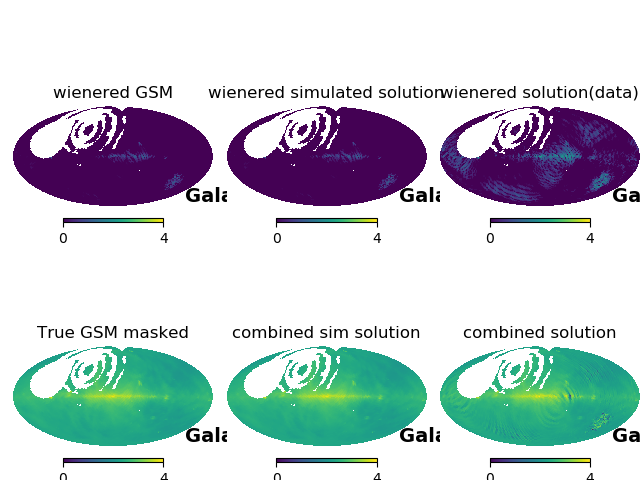 wienered GSM
wienered simulated solution
wienered solution(data)
Gala
Gala
Ga
0 4
0 4
0 4
True GSM masked
combined sim solution
combined solution
Gala
Gala
Ga
0 4
0 4
0 4